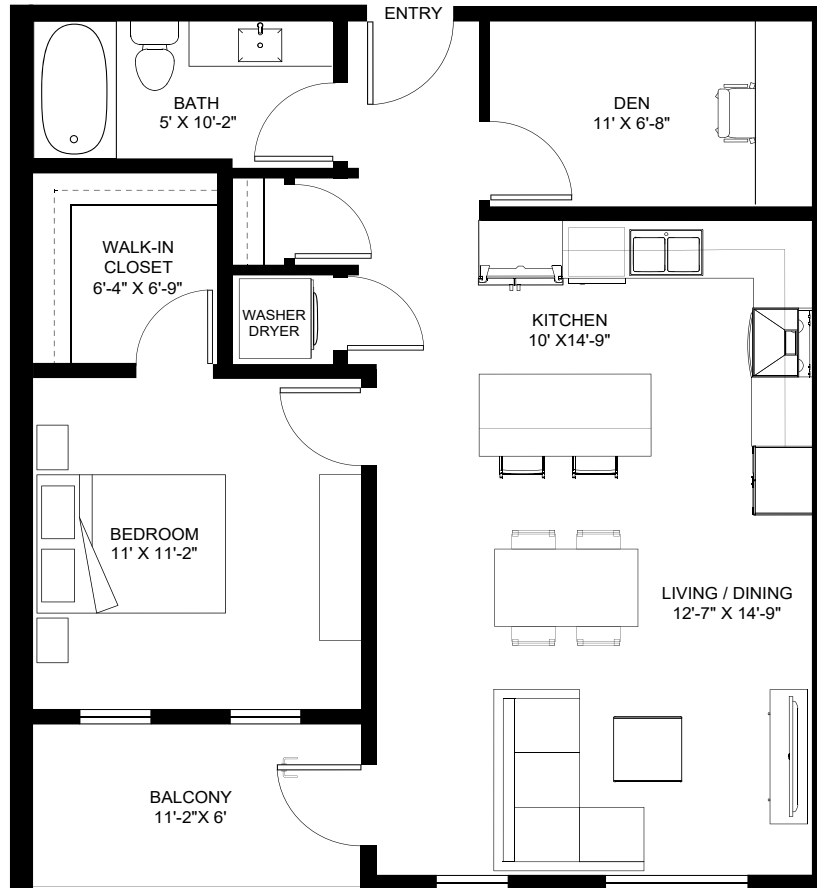 ENTRY
BATH
5' X 10'-2"
DEN
11' X 6'-8"
WALK-IN
CLOSET
6'-4" X 6'-9"
WASHER
DRYER
KITCHEN
10' X14'-9"
BEDROOM
11' X 11'-2"
LIVING / DINING
12'-7" X 14'-9"
BALCONY
11'-2"X 6'